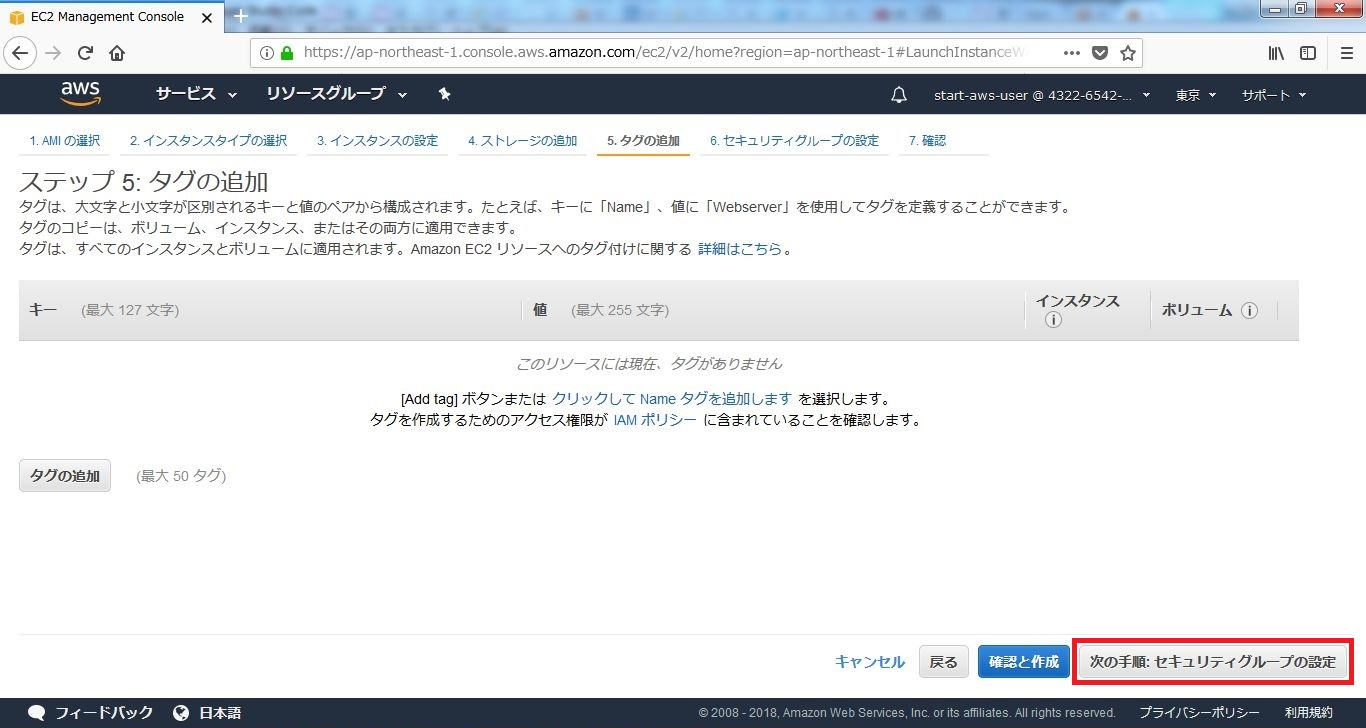 EC2 Management Console
https://ap-northeast-1.console.aws.amazon.com/ec2/v2/home?region=ap-northeast-1#LaunchInstanceW
aws サービス リソースグループ start-aws-user @ 4322-6542-... 東京 サポート
1. AMI の選択 2. インスタンスタイプの選択 3. インスタンスの設定 4. ストレージの追加 5. タグの追加 6. セキュリティグループの設定 7. 確認
ステップ 5: タグの追加
タグは、大文字と小文字が区別されるキーと値のペアから構成されます。たとえば、キーに「Name」、値に「Webserver」を使用してタグを定義することができます。
タグのコピーは、ボリューム、インスタンス、またはその両方に適用できます。
タグは、すべてのインスタンスとボリュームに適用されます。Amazon EC2 リソースへのタグ付けに関する 詳細はこちら。
キー (最大 127 文字) 値 (最大 255 文字) インスタンス ボリューム
このリソースには現在、タグがありません
[Add tag] ボタンまたは クリックして Name タグを追加します を選択します。
タグを作成するためのアクセス権限が IAM ポリシー に含まれていることを確認します。
タグの追加 (最大 50 タグ)
キャンセル 戻る 確認と作成 次の手順: セキュリティグループの設定
フィードバック 日本語 © 2008 - 2018, Amazon Web Services, Inc. or its affiliates. All rights reserved. プライバシーポリシー 利用規約